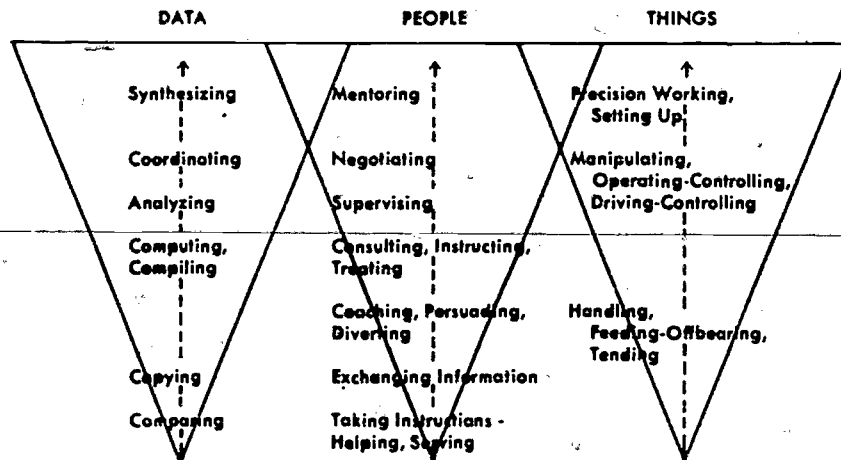 DATA
PEOPLE
THINGS
Synthesizing
Coordinating
Analyzing
Computing,
Compiling
Copying
Comparing
Mentoring
Negotiating
Supervising
Consulting, Instructing,
Treating
Coaching, Persuading,
Diverting
Exchanging Information
Taking Instructions -
Helping, Serving
Precision Working,
Setting Up
Manipulating,
Operating-Controlling,
Driving-Controlling
Handling,
Feeding-Offbearing,
Tending